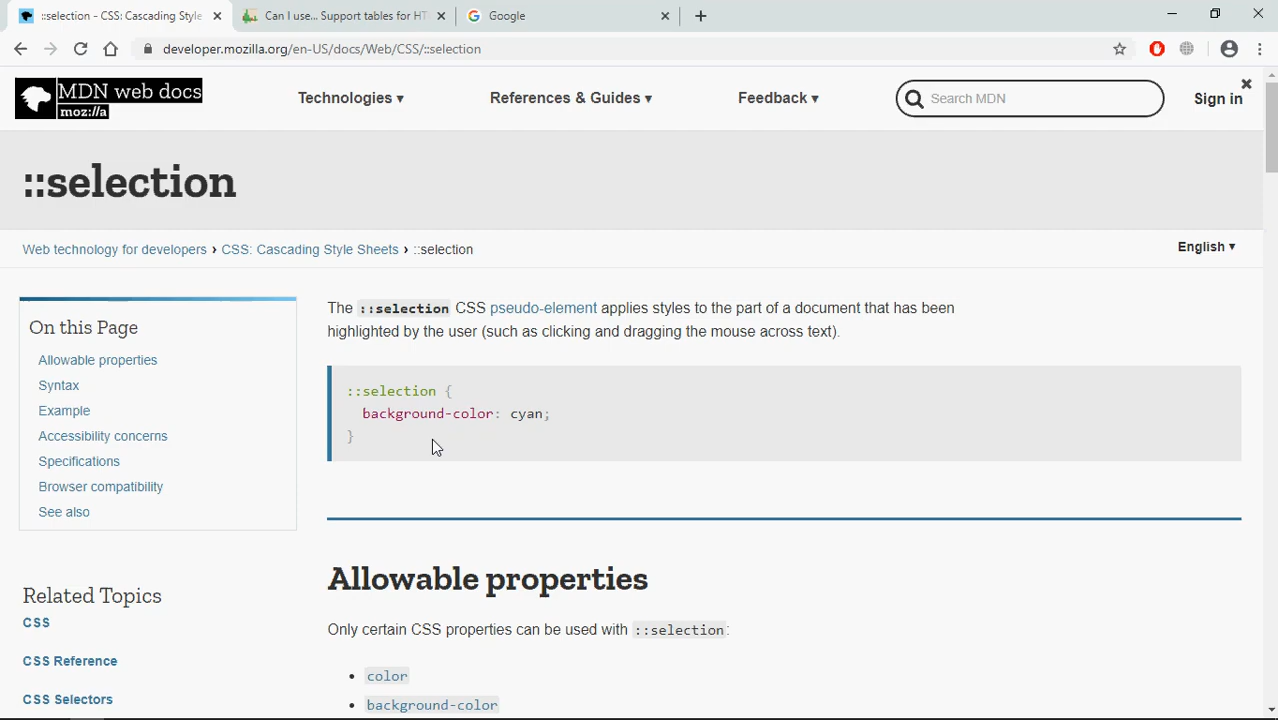 ::selection - CSS: Cascading Style
Can I use... Support tables for HT
Google
developer.mozilla.org/en-US/docs/Web/CSS/::selection
MDN web docs
moz://a
Technologies ▾
References & Guides ▾
Feedback ▾
Search MDN
Sign in
::selection
Web technology for developers › CSS: Cascading Style Sheets › ::selection
English ▾
On this Page
Allowable properties
Syntax
Example
Accessibility concerns
Specifications
Browser compatibility
See also
Related Topics
CSS
CSS Reference
CSS Selectors
The ::selection CSS pseudo-element applies styles to the part of a document that has been
highlighted by the user (such as clicking and dragging the mouse across text).
::selection {
background-color: cyan;
}
Allowable properties
Only certain CSS properties can be used with ::selection:
• color
• background-color